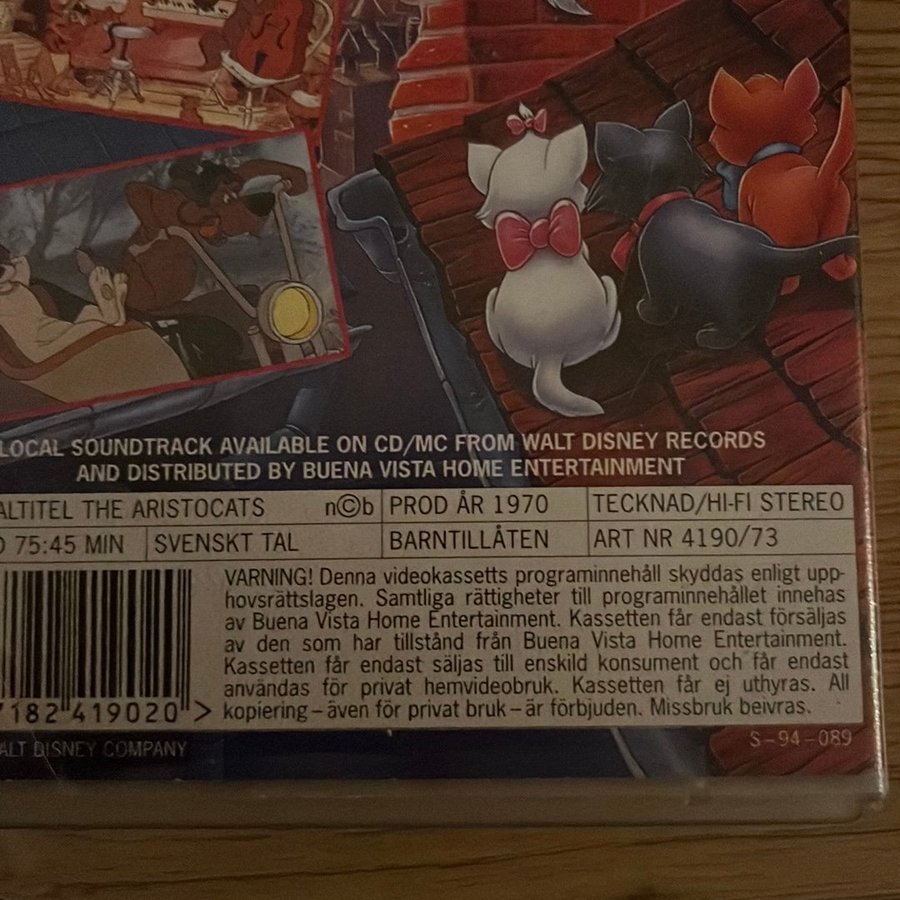 LOCAL SOUNDTRACK AVAILABLE ON CD/MC FROM WALT DISNEY RECORDS
AND DISTRIBUTED BY BUENA VISTA HOME ENTERTAINMENT
ALTITEL THE ARISTOCATS n©b PROD ÅR 1970 TECKNAD/HI-FI STEREO
D 75:45 MIN SVENSKT TAL BARNTILLÅTEN ART NR 4190/73
VARNING! Denna videokassetts programinnehåll skyddas enligt upp-
hovsrättslagen. Samtliga rättigheter till programinnehållet innehas
av Buena Vista Home Entertainment. Kassetten får endast försäljas
av den som har tillstånd från Buena Vista Home Entertainment.
Kassetten får endast säljas till enskild konsument och får endast
användas för privat hemvideobruk. Kassetten får ej uthyras. All
kopiering – även för privat bruk – är förbjuden. Missbruk beivras.
7182 419020 >
ALT DISNEY COMPANY
S-94-089